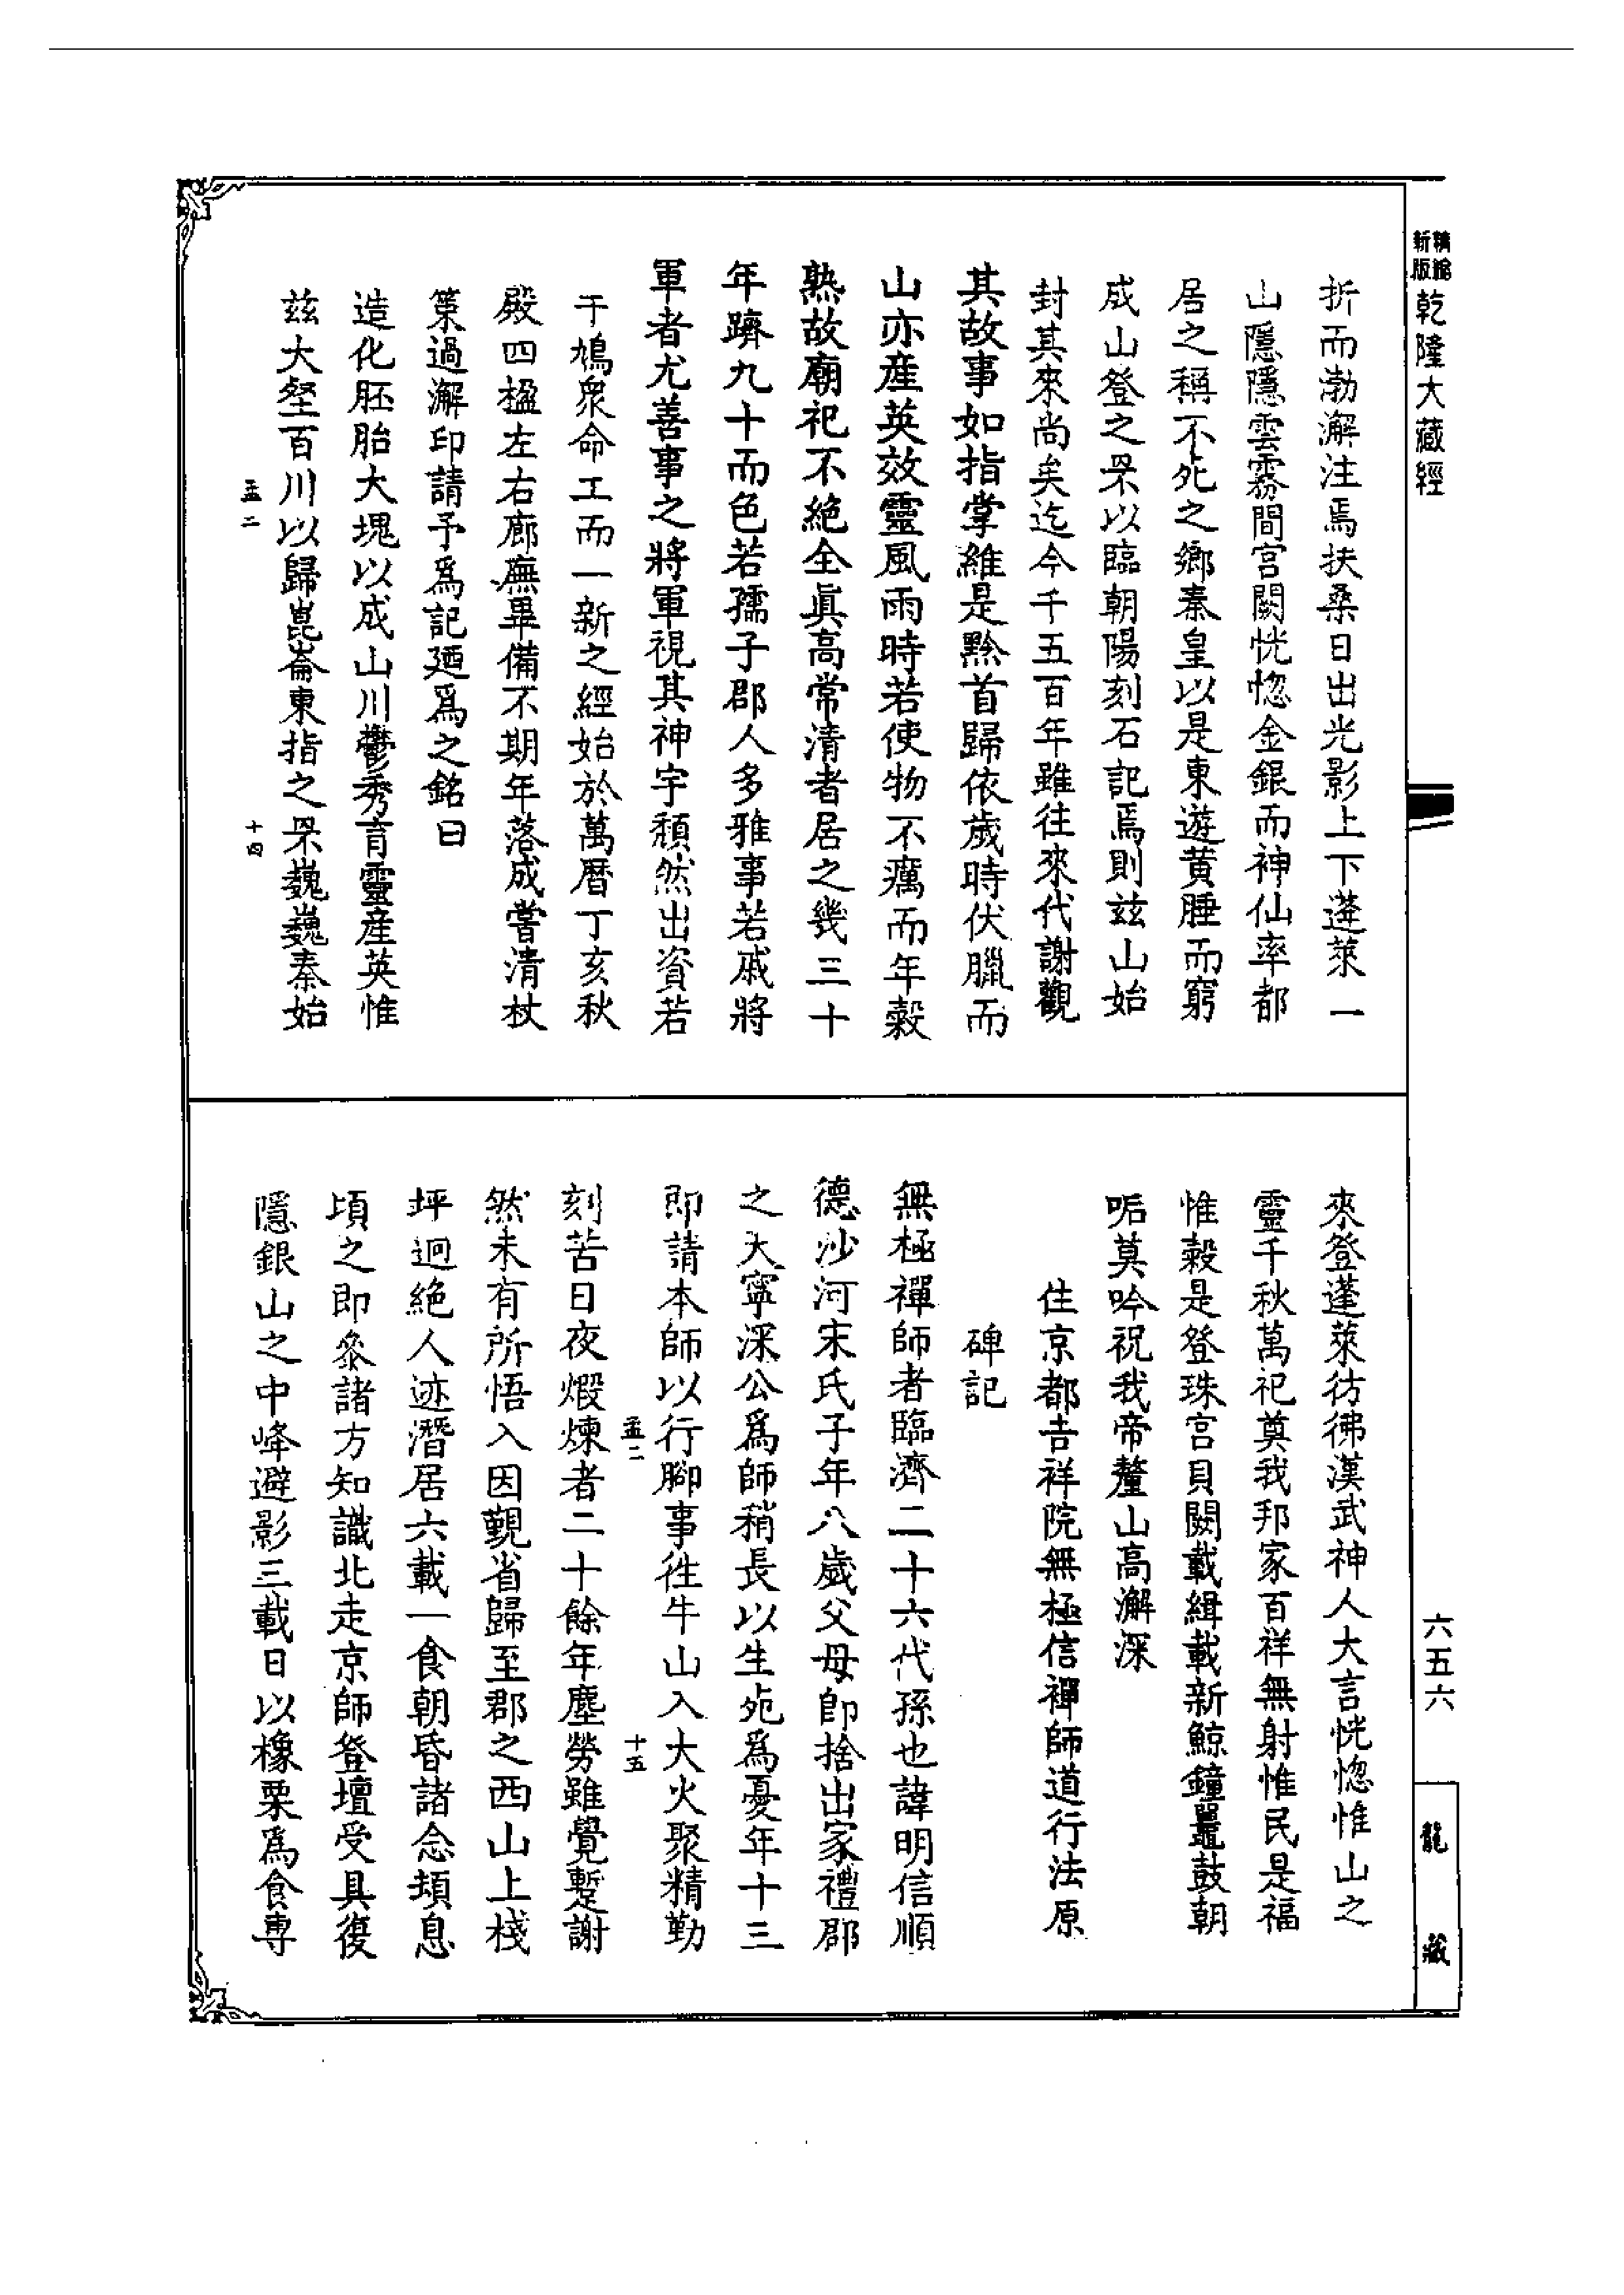 精縮
新版
乾隆大藏經
折而渤澥注焉扶桑日出光影上下蓬萊一
山隱隱雲霧間宮闕恍惚金銀而神仙率都
居之稱不死之鄉秦皇以是東遊黄腄而窮
成山登之罘以臨朝陽刻石記焉則茲山始
封其來尚矣迄今千五百年雖往來代謝觀
其故事如指掌維是黔首歸依歲時伏臘而
山亦産英效靈風雨時若使物不癘而年穀
熟故廟祀不絶全眞高常清者居之幾三十
年躋九十而色若孺子郡人多雅事若戚將
軍者尤善事之將軍視其神宇頹然出資若
干鳩衆命工而一新之經始於萬曆丁亥秋
殿四楹左右廊廡畢備不期年落成嘗清杖
策過澥印請予爲記廼爲之銘曰
造化胚胎大塊以成山川鬱秀育靈産英惟
茲大壑百川以歸崑崙東指之罘巍巍秦始
孟二
十四
來登蓬萊彷彿漢武神人大言恍惚惟山之
靈千秋萬祀奠我邦家百祥無射惟民是福
惟穀是登珠宮貝闕載緝載新鯨鐘鼉鼓朝
呃莫吟祝我帝釐山高澥深
住京都吉祥院無極信禪師道行法原
碑記
無極禪師者臨濟二十六代孫也諱明信順
德沙河宋氏子年八歲父母卽捨出家禮郡
之大寧深公爲師稍長以生死爲憂年十三
即請本師以行腳事徃牛山入大火聚精勤
孟二
十五
刻苦日夜煆煉者二十餘年塵勞雖覺蹔謝
然未有所悟入因觀省歸至郡之西山上棧
坪迥絶人迹潛居六載一食朝昏諸念頓息
頃之即叅諸方知識北走京師登壇受具復
隱銀山之中峰避影三載日以橡栗爲食專
六五六
龍藏